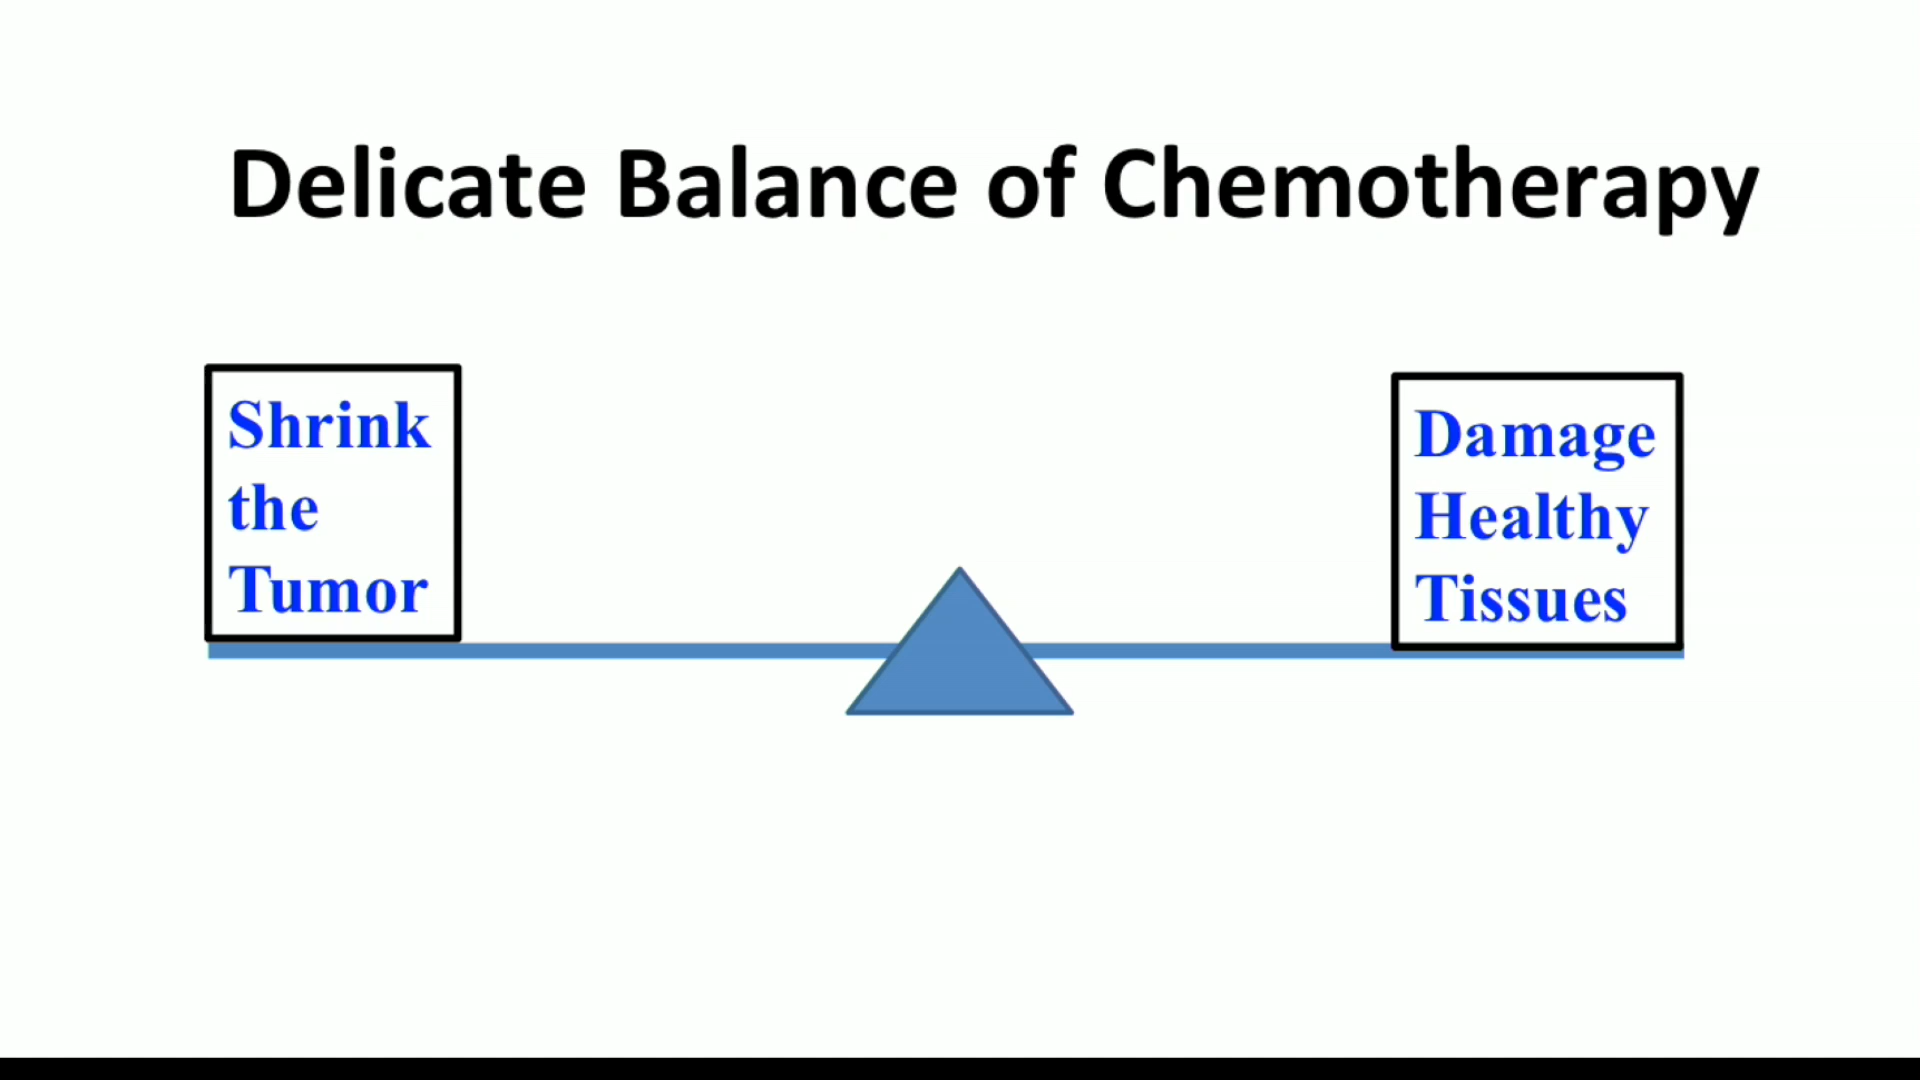 Delicate Balance of Chemotherapy
Shrink
the
Tumor
Damage
Healthy
Tissues